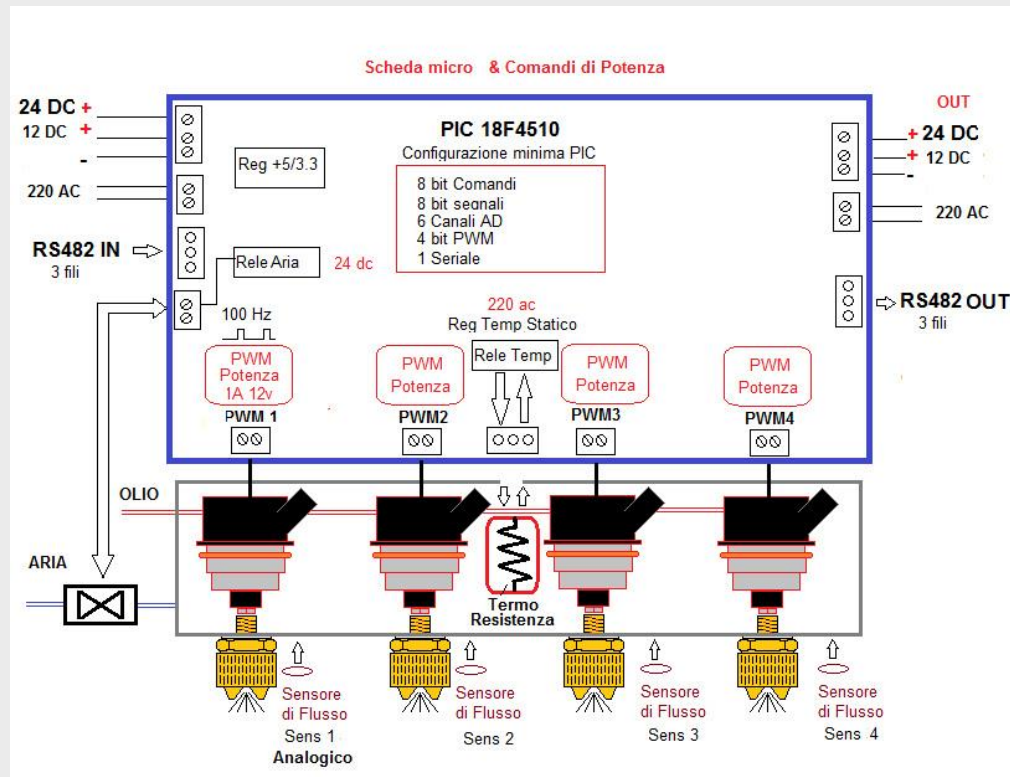 Scheda micro & Comandi di Potenza
24 DC +
12 DC +
-
220 AC
RS482 IN
3 fili
PIC 18F4510
Configurazione minima PIC
Reg +5/3.3
8 bit Comandi
8 bit segnali
6 Canali AD
4 bit PWM
1 Seriale
Rele Aria
24 dc
OUT
+ 24 DC
+ 12 DC
-
220 AC
RS482 OUT
3 fili
100 Hz
220 ac
Reg Temp Statico
Rele Temp
PWM
Potenza
1A 12v
PWM 1
PWM
Potenza
PWM2
PWM
Potenza
PWM3
PWM
Potenza
PWM4
OLIO
ARIA
Termo
Resistenza
Sensore
di Flusso
Sens 1
Analogico
Sensore
di Flusso
Sens 2
Sensore
di Flusso
Sens 3
Sensore
di Flusso
Sens 4